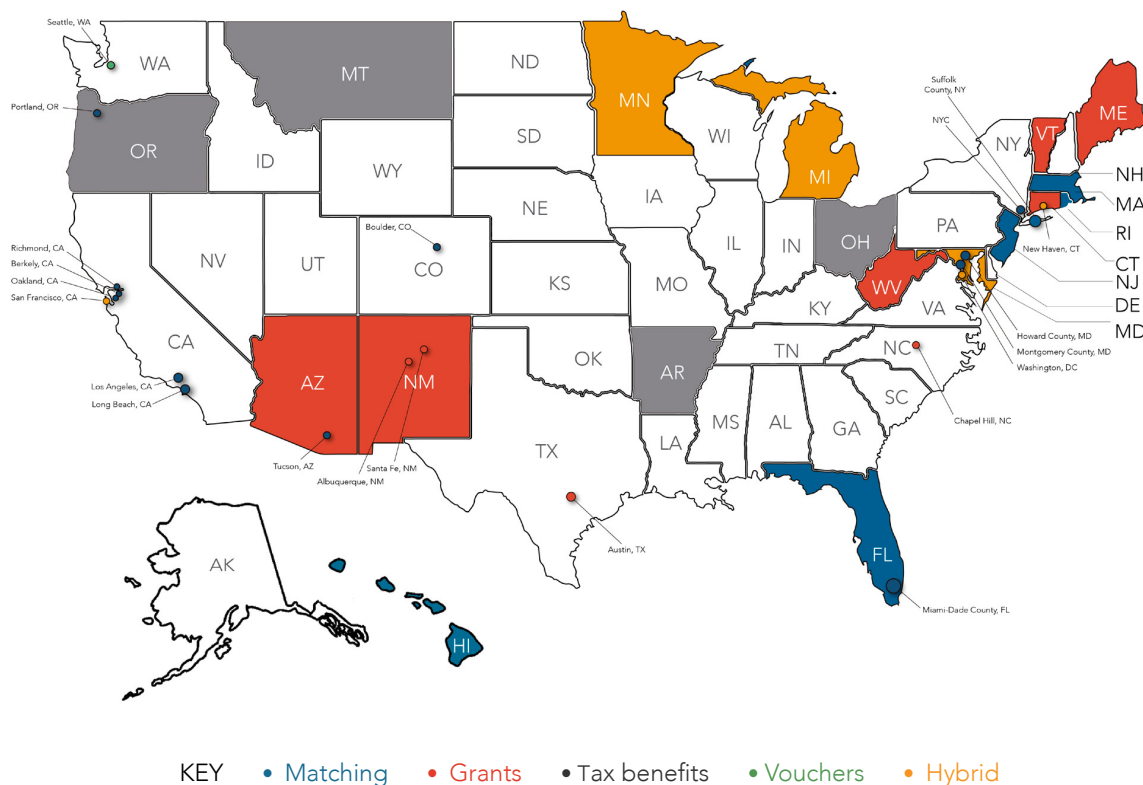 Seattle, WA
WA
MT
ND
MN
Portland, OR
OR
ID
WY
SD
WI
MI
Suffolk
County, NY
NYC
NY
VT
ME
NH
MA
RI
CT
NJ
DE
MD
New Haven, CT
NE
IA
PA
Boulder, CO
NV
UT
CO
KS
MO
IL
IN
OH
WV
KY
VA
Richmond, CA
Berkely, CA
Oakland, CA
San Francisco, CA
CA
Howard County, MD
Montgomery County, MD
Washington, DC
Los Angeles, CA
Long Beach, CA
AZ
NM
OK
AR
TN
NC
SC
Chapel Hill, NC
MS
AL
GA
LA
TX
Tucson, AZ
Santa Fe, NM
Albuquerque, NM
Austin, TX
FL
Miami-Dade County, FL
AK
HI
KEY • Matching • Grants • Tax benefits • Vouchers • Hybrid